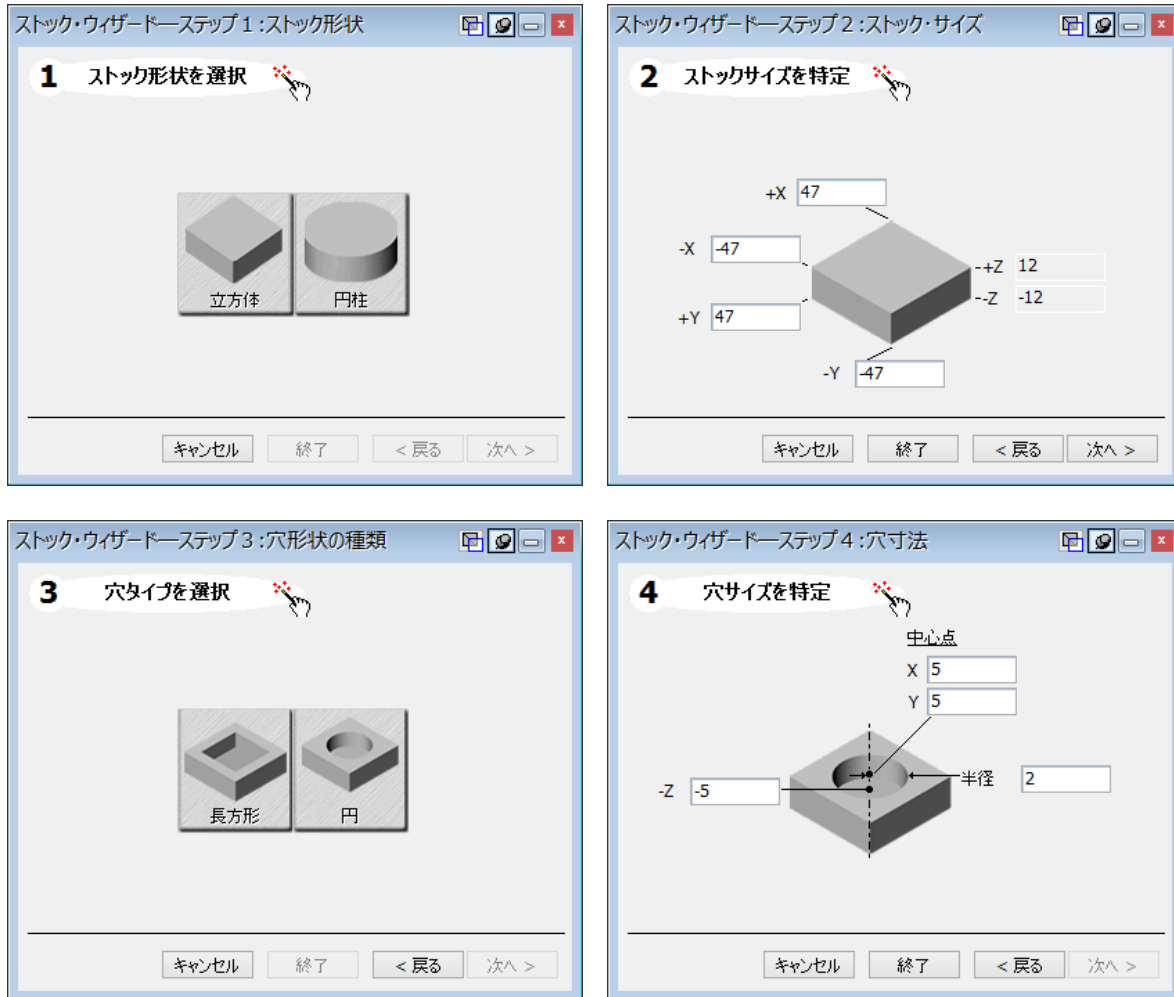 ストック・ウィザード―ステップ1:ストック形状
1 ストック形状を選択
立方体 円柱
キャンセル 終了 < 戻る 次へ >
ストック・ウィザード―ステップ2:ストック・サイズ
2 ストックサイズを特定
+X 47
-X -47
-+Z 12
--Z -12
+Y 47
-Y -47
キャンセル 終了 < 戻る 次へ >
ストック・ウィザード―ステップ3:穴形状の種類
3 穴タイプを選択
長方形 円
キャンセル 終了 < 戻る 次へ >
ストック・ウィザード―ステップ4:穴寸法
4 穴サイズを特定
中心点
X 5
Y 5
半径 2
-Z -5
キャンセル 終了 < 戻る 次へ >